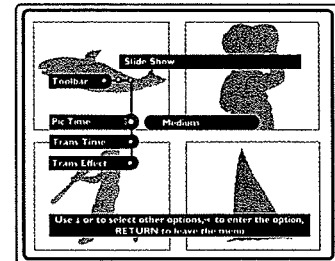 Slide Show
Toolbar
Pic Time Medium
Trans Time
Trans Effect
Use ↕ or to select other options,< to enter the option,
RETURN to leave the menu